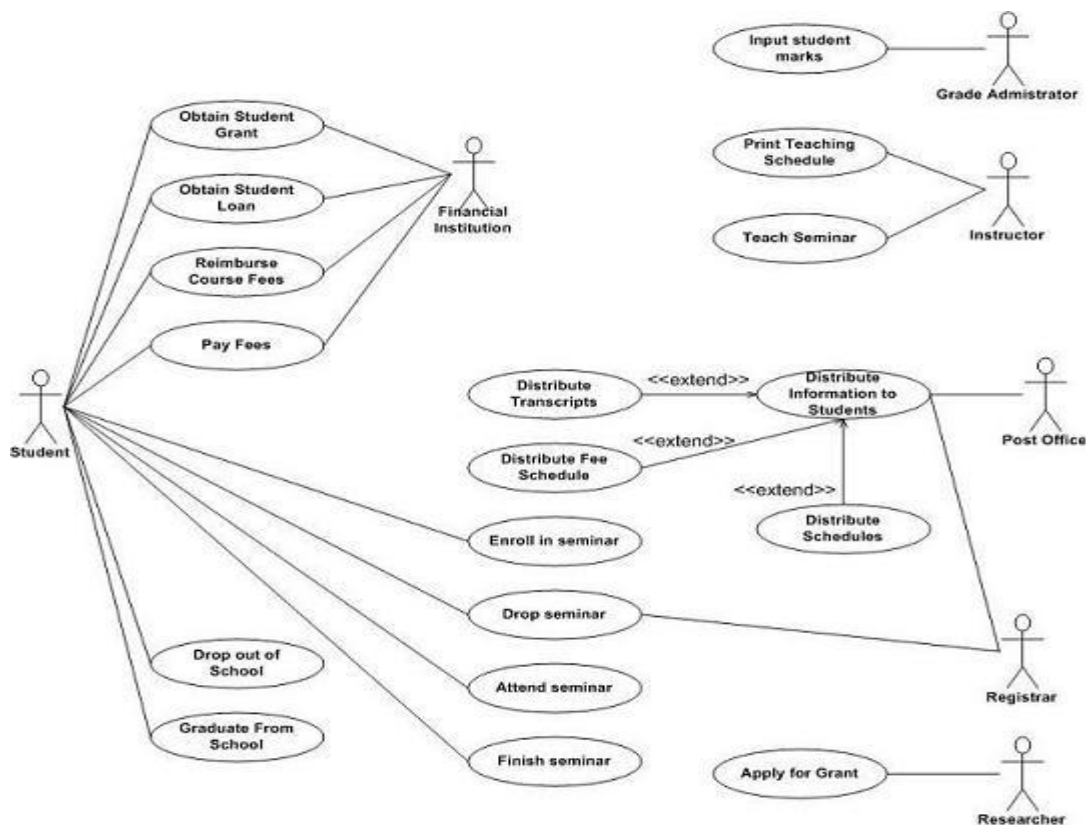 Input student
marks
Grade Admistrator
Obtain Student
Grant
Print Teaching
Schedule
Obtain Student
Loan
Financial
Institution
Teach Seminar
Instructor
Reimburse
Course Fees
Pay Fees
Student
Distribute
Transcripts
<<extend>>
Distribute
Information to
Students
Post Office
<<extend>>
Distribute Fee
Schedule
<<extend>>
Distribute
Schedules
Enroll in seminar
Drop seminar
Drop out of
School
Attend seminar
Registrar
Graduate From
School
Finish seminar
Apply for Grant
Researcher